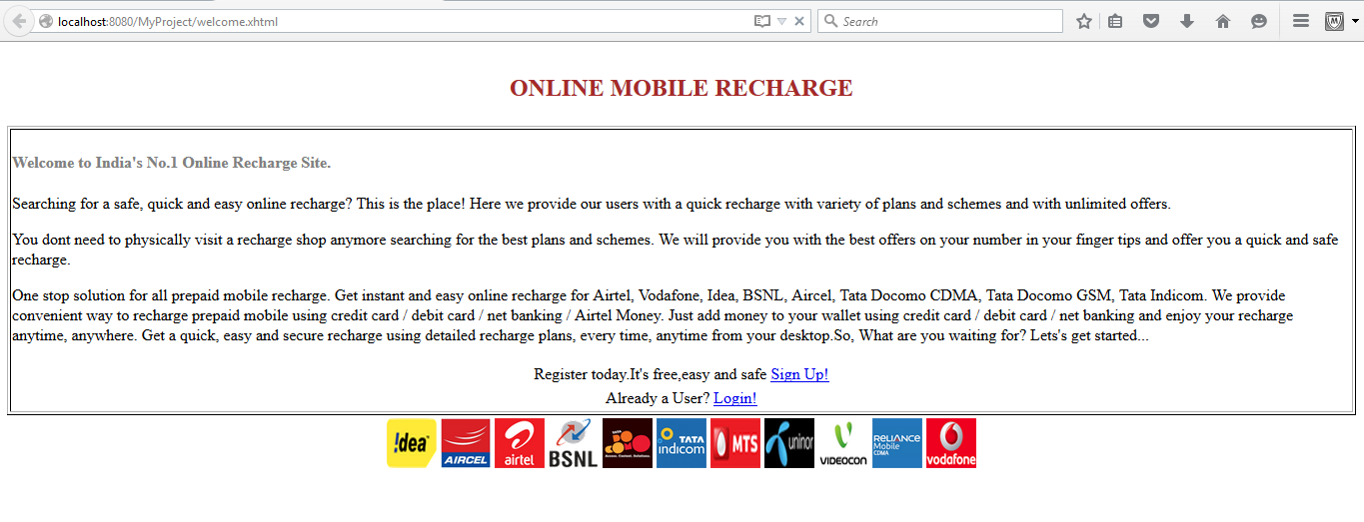 localhost:8080/MyProject/welcome.xhtml
Search
ONLINE MOBILE RECHARGE
Welcome to India's No.1 Online Recharge Site.
Searching for a safe, quick and easy online recharge? This is the place! Here we provide our users with a quick recharge with variety of plans and schemes and with unlimited offers.
You dont need to physically visit a recharge shop anymore searching for the best plans and schemes. We will provide you with the best offers on your number in your finger tips and offer you a quick and safe
recharge.
One stop solution for all prepaid mobile recharge. Get instant and easy online recharge for Airtel, Vodafone, Idea, BSNL, Aircel, Tata Docomo CDMA, Tata Docomo GSM, Tata Indicom. We provide
convenient way to recharge prepaid mobile using credit card / debit card / net banking / Airtel Money. Just add money to your wallet using credit card / debit card / net banking and enjoy your recharge
anytime, anywhere. Get a quick, easy and secure recharge using detailed recharge plans, every time, anytime from your desktop.So, What are you waiting for? Lets's get started...
Register today.It's free,easy and safe Sign Up!
Already a User? Login!
!dea AIRCEL airtel BSNL TATA indicom MTS uninor VIDEOCON RELIANCE Mobile CDMA vodafone